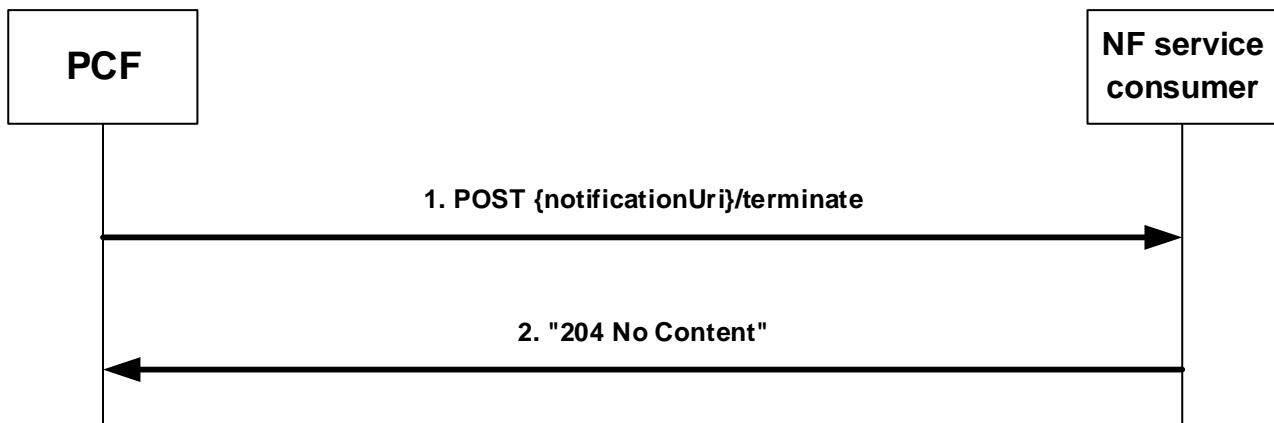 PCF
NF service
consumer
1. POST {notificationUri}/terminate
2. "204 No Content"